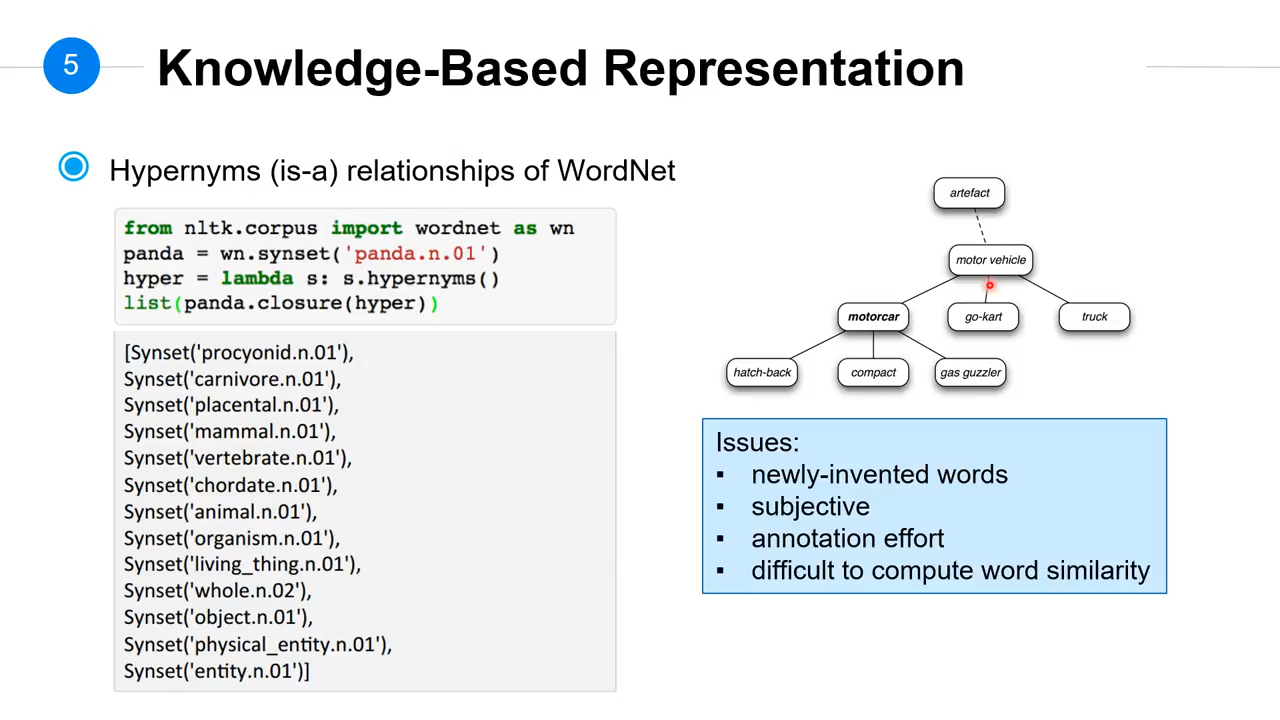 5
Knowledge-Based Representation
Hypernyms (is-a) relationships of WordNet
from nltk.corpus import wordnet as wn
panda = wn.synset('panda.n.01')
hyper = lambda s: s.hypernyms()
list(panda.closure(hyper))
[Synset('procyonid.n.01'),
Synset('carnivore.n.01'),
Synset('placental.n.01'),
Synset('mammal.n.01'),
Synset('vertebrate.n.01'),
Synset('chordate.n.01'),
Synset('animal.n.01'),
Synset('organism.n.01'),
Synset('living_thing.n.01'),
Synset('whole.n.02'),
Synset('object.n.01'),
Synset('physical_entity.n.01'),
Synset('entity.n.01')]
artefact
motor vehicle
motorcar
go-kart
truck
hatch-back
compact
gas guzzler
Issues:
▪ newly-invented words
▪ subjective
▪ annotation effort
▪ difficult to compute word similarity